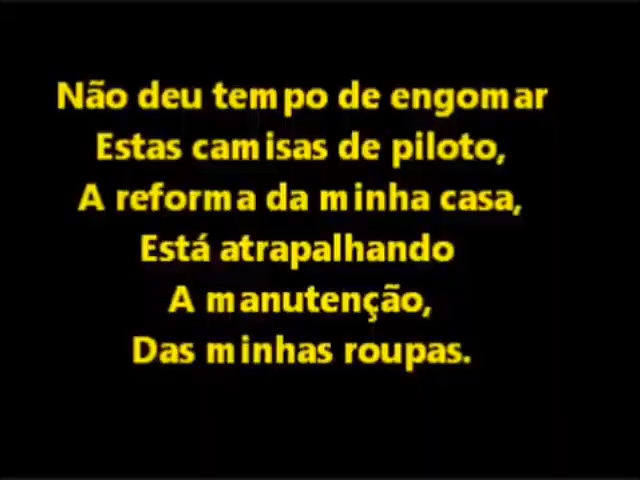 Não deu tempo de engomar
Estas camisas de piloto,
A reforma da minha casa,
Está atrapalhando
A manutenção,
Das minhas roupas.